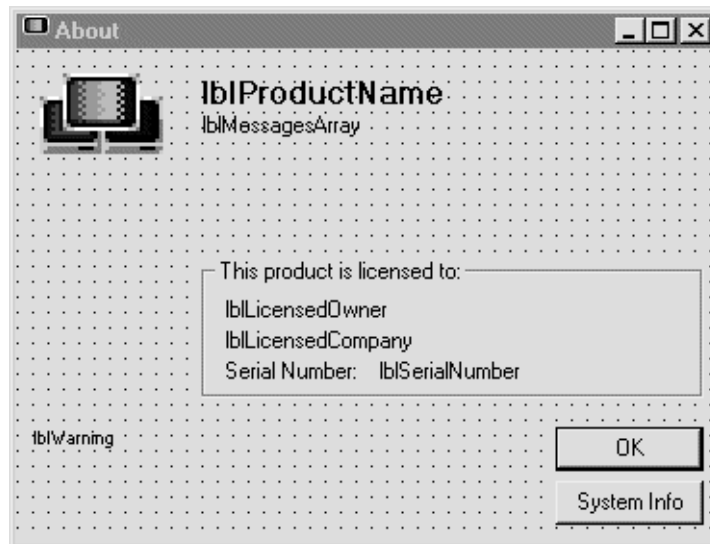 About
lblProductName
lblMessagesArray
This product is licensed to:
lblLicensedOwner
lblLicensedCompany
Serial Number: lblSerialNumber
lblWarning
OK
System Info